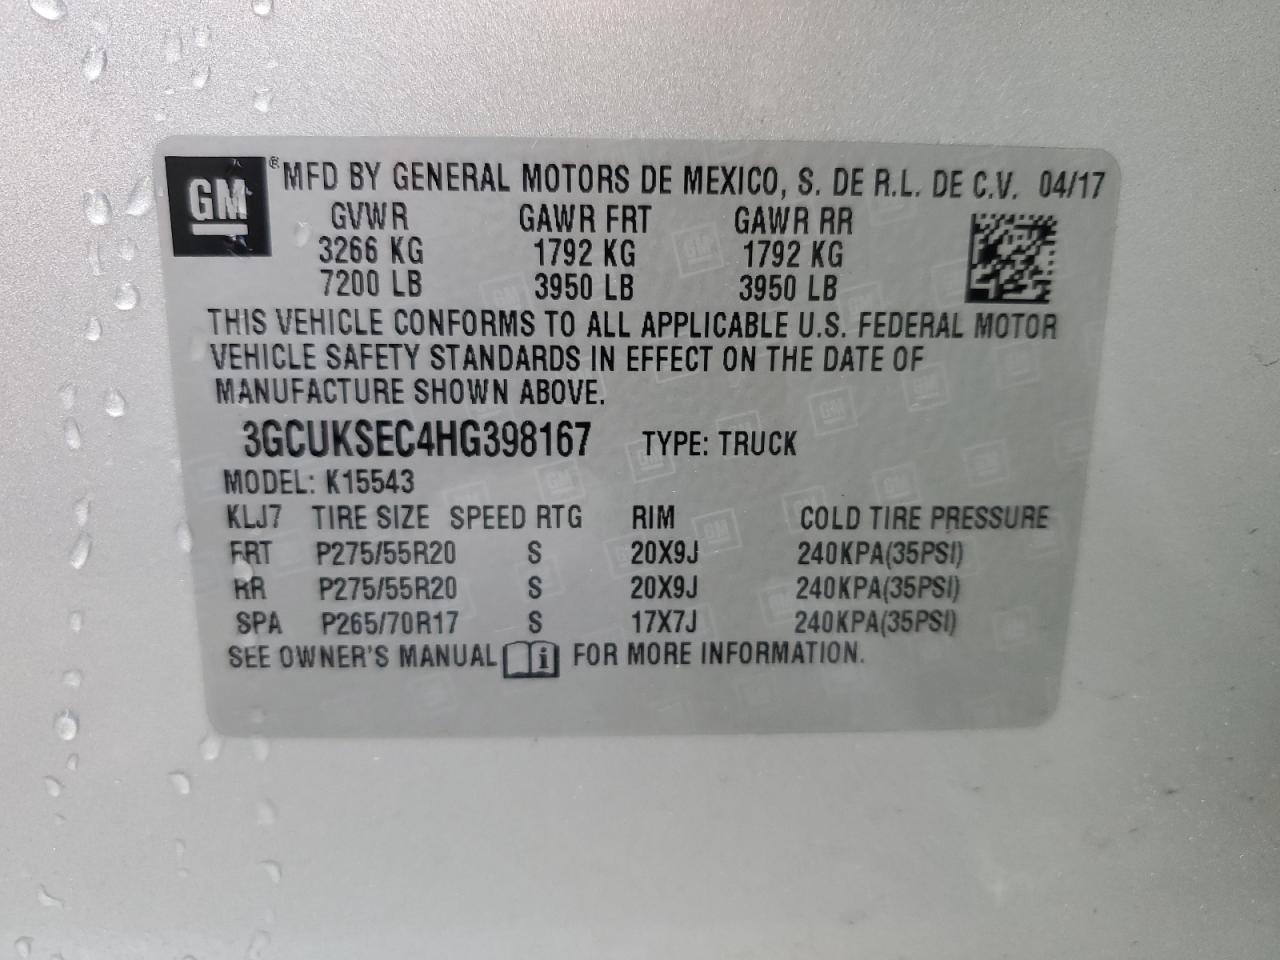 GM ® MFD BY GENERAL MOTORS DE MEXICO, S. DE R.L. DE C.V. 04/17
GVWR GAWR FRT GAWR RR
3266 KG 1792 KG 1792 KG
7200 LB 3950 LB 3950 LB
THIS VEHICLE CONFORMS TO ALL APPLICABLE U.S. FEDERAL MOTOR
VEHICLE SAFETY STANDARDS IN EFFECT ON THE DATE OF
MANUFACTURE SHOWN ABOVE.
3GCUKSEC4HG398167 TYPE: TRUCK
MODEL: K15543
KLJ7 TIRE SIZE SPEED RTG RIM COLD TIRE PRESSURE
FRT P275/55R20 S 20X9J 240KPA(35PSI)
RR P275/55R20 S 20X9J 240KPA(35PSI)
SPA P265/70R17 S 17X7J 240KPA(35PSI)
SEE OWNER'S MANUAL i FOR MORE INFORMATION.